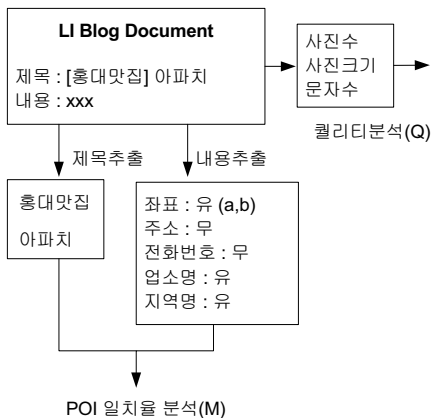 LI Blog Document
제목 : [홍대맛집] 아파치
내용 : xxx
사진수
사진크기
문자수
퀄리티분석(Q)
제목추출
내용추출
홍대맛집
아파치
좌표 : 유 (a,b)
주소 : 무
전화번호 : 무
업소명 : 유
지역명 : 유
POI 일치율 분석(M)